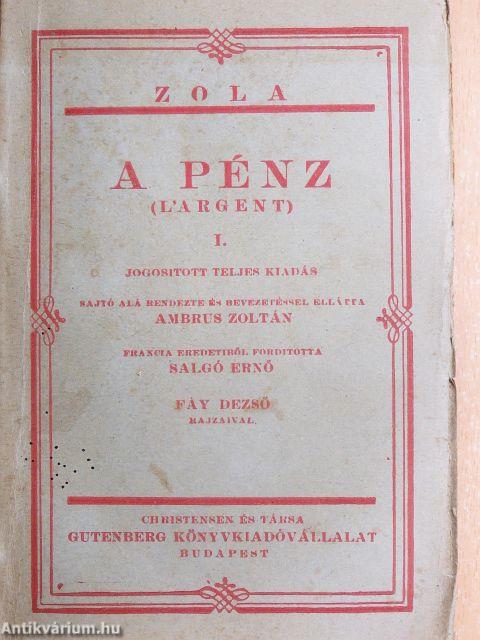 ZOLA
A PÉNZ
(L'ARGENT)
I.
JOGOSITOTT TELJES KIADÁS
SAJTÓ ALÁ RENDEZTE ÉS BEVEZETÉSSEL ELLÁTTA
AMBRUS ZOLTÁN
FRANCIA EREDETIBŐL FORDITOTTA
SALGÓ ERNŐ
FÁY DEZSŐ
RAJZAIVAL
CHRISTENSEN ÉS TÁRSA
GUTENBERG KÖNYVKIADÓVÁLLALAT
BUDAPEST
Antikvárium.hu